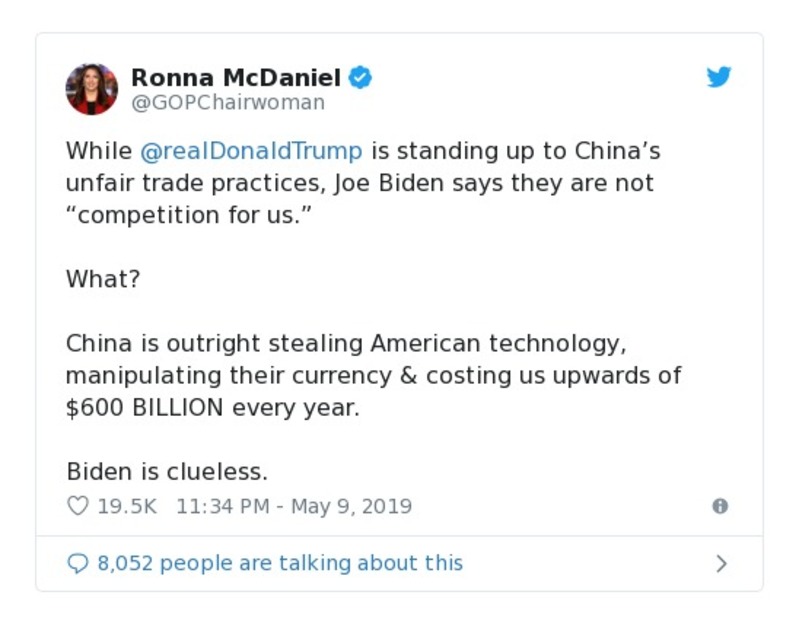 Ronna McDaniel
@GOPChairwoman
While @realDonaldTrump is standing up to China’s
unfair trade practices, Joe Biden says they are not
“competition for us.”
What?
China is outright stealing American technology,
manipulating their currency & costing us upwards of
$600 BILLION every year.
Biden is clueless.
19.5K 11:34 PM - May 9, 2019
8,052 people are talking about this